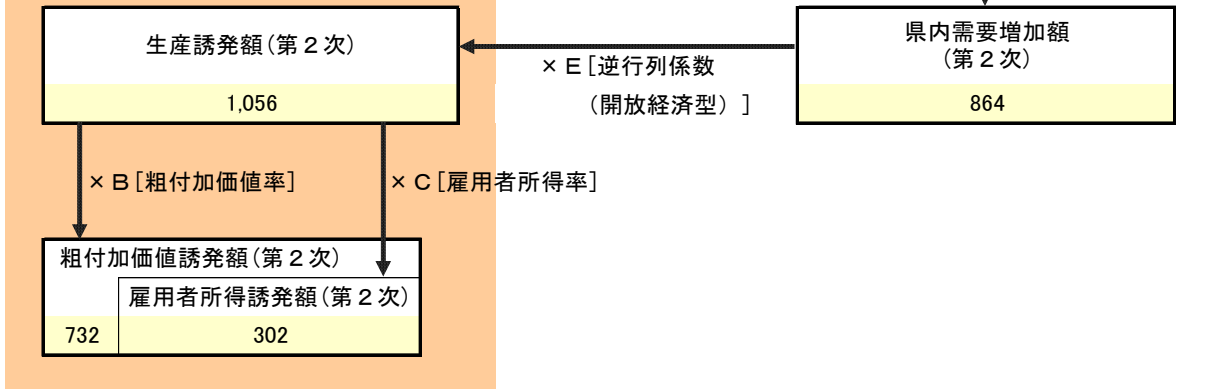 生産誘発額(第2次)
1,056
県内需要増加額
(第2次)
864
×E[逆行列係数
(開放経済型)]
×B[粗付加価値率]
×C[雇用者所得率]
粗付加価値誘発額(第2次)
雇用者所得誘発額(第2次)
732
302